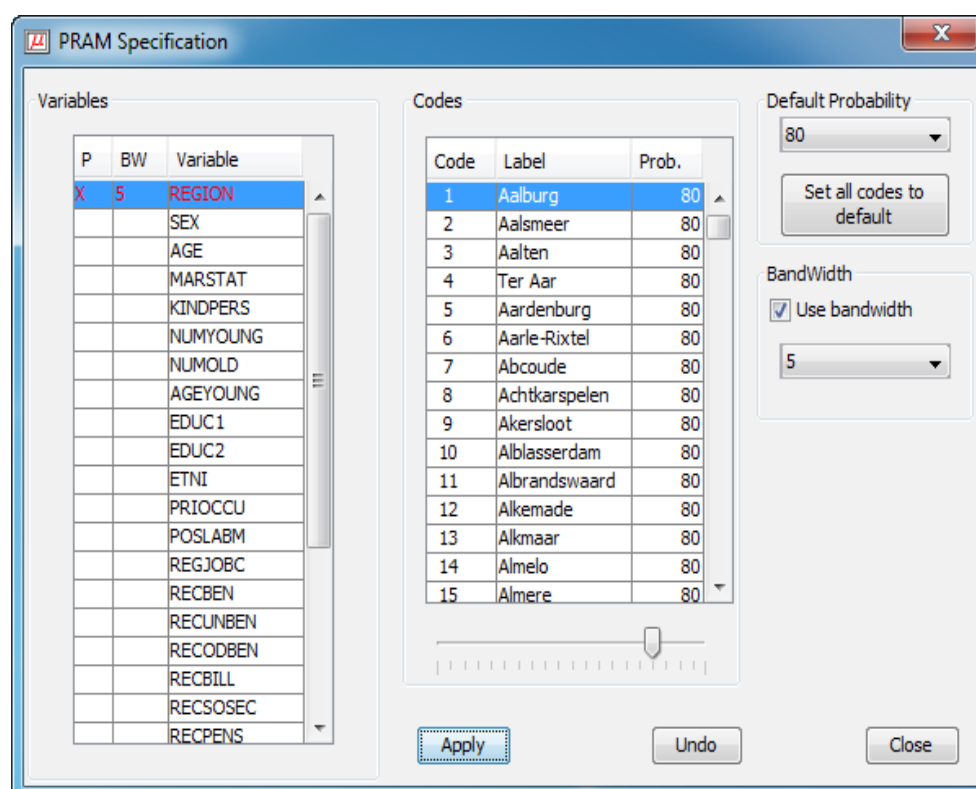 μ PRAM Specification X
Variables
P BW Variable
X 5 REGION
SEX
AGE
MARSTAT
KINDPERS
NUMYOUNG
NUMOLD
AGEYOUNG
EDUC1
EDUC2
ETNI
PRIOCCU
POSLABM
REGJOBC
RECBEN
RECUNBEN
RECODBEN
RECBILL
RECSOSEC
RECPENS
Codes
Code Label Prob.
1 Aalburg 80
2 Aalsmeer 80
3 Aalten 80
4 Ter Aar 80
5 Aardenburg 80
6 Aarle-Rixtel 80
7 Abcoude 80
8 Achtkarspelen 80
9 Akersloot 80
10 Alblasserdam 80
11 Albrandswaard 80
12 Alkemade 80
13 Alkmaar 80
14 Almelo 80
15 Almere 80
Default Probability
80
Set all codes to
default
BandWidth
Use bandwidth
5
Apply Undo Close